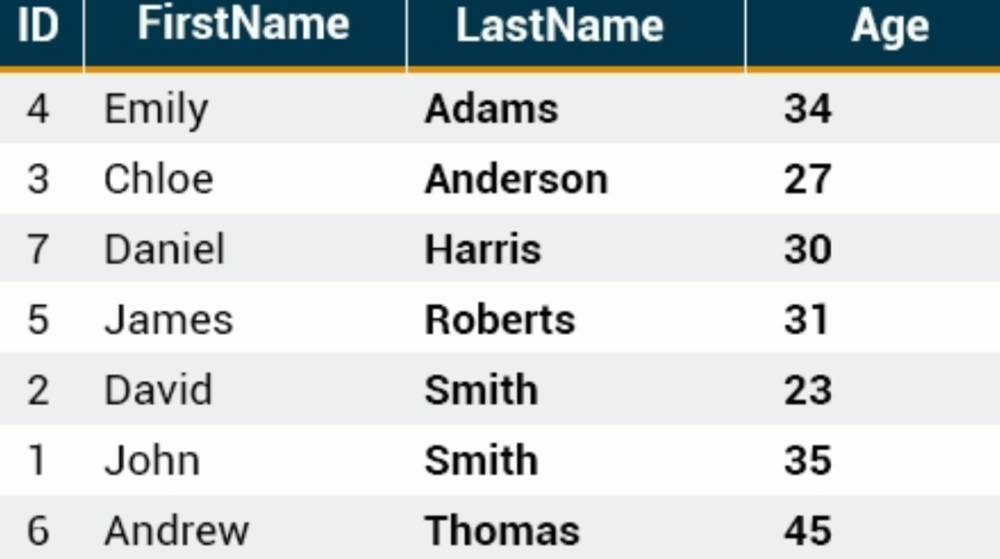 ID FirstName LastName Age
4 Emily Adams 34
3 Chloe Anderson 27
7 Daniel Harris 30
5 James Roberts 31
2 David Smith 23
1 John Smith 35
6 Andrew Thomas 45